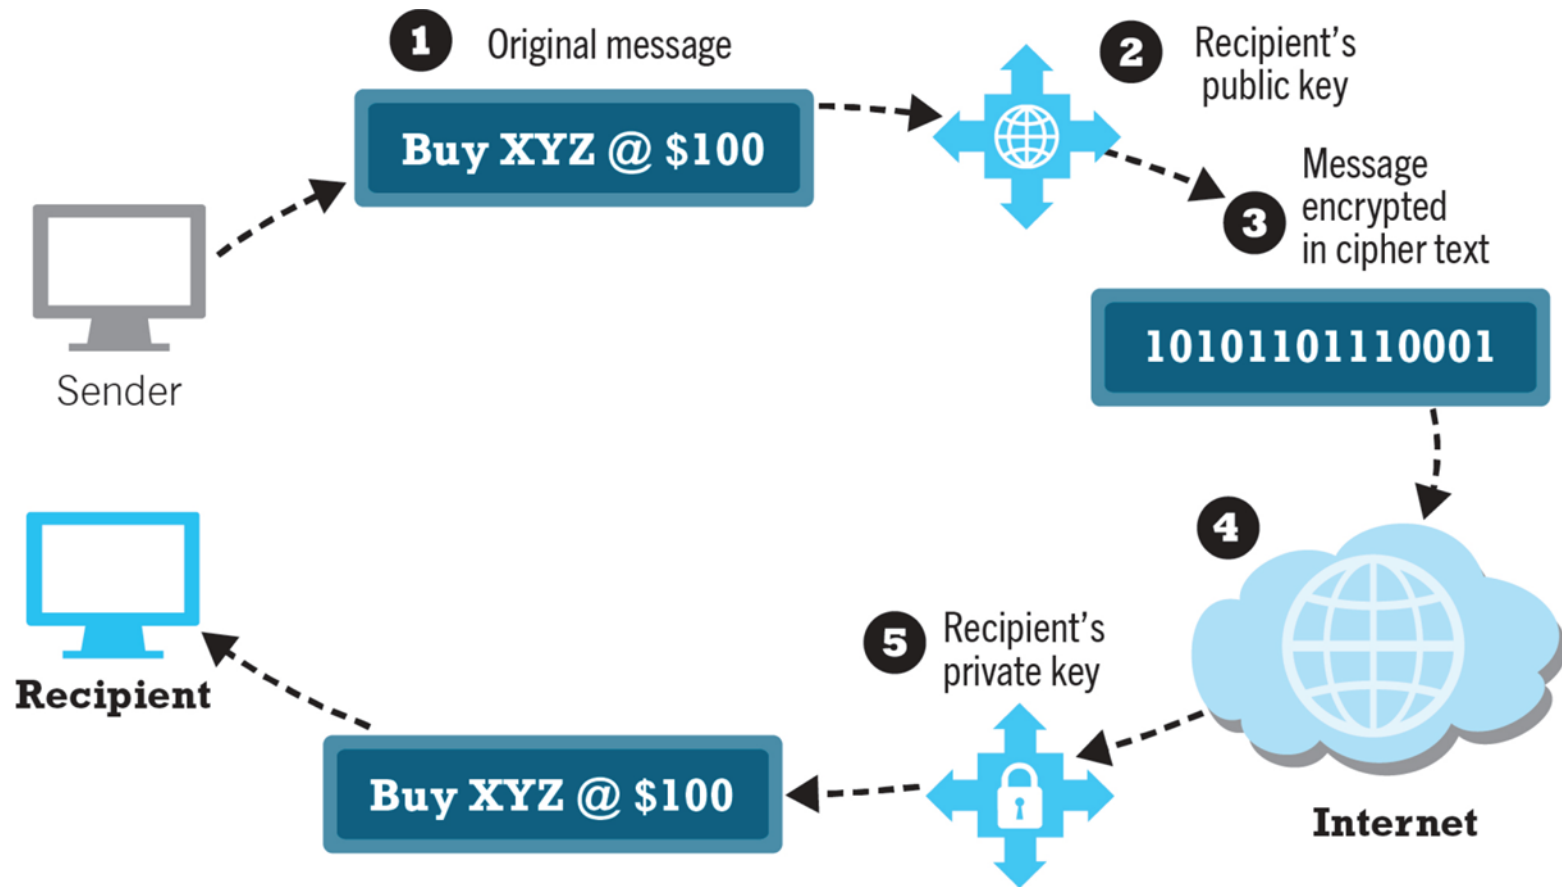 1 Original message
Buy XYZ @ $100
2 Recipient's
public key
3 Message
encrypted
in cipher text
10101101110001
Sender
4
Internet
5 Recipient's
private key
Buy XYZ @ $100
Recipient